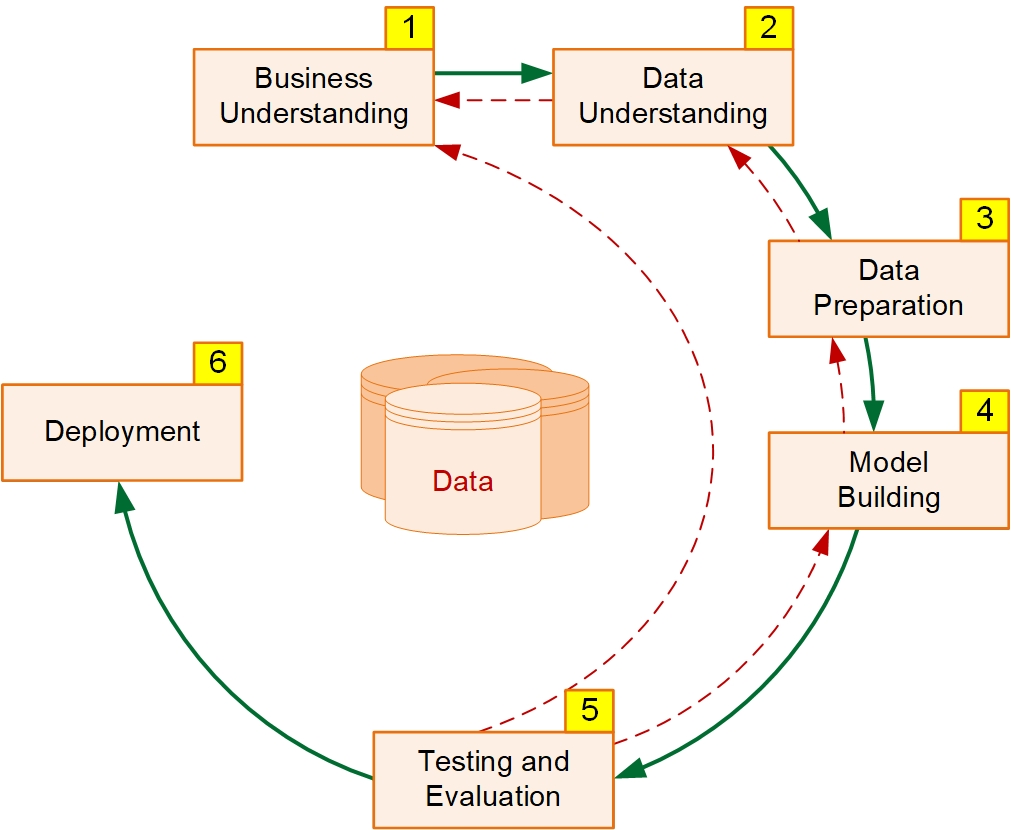 1
Business
Understanding
2
Data
Understanding
3
Data
Preparation
4
Model
Building
5
Testing and
Evaluation
6
Deployment
Data